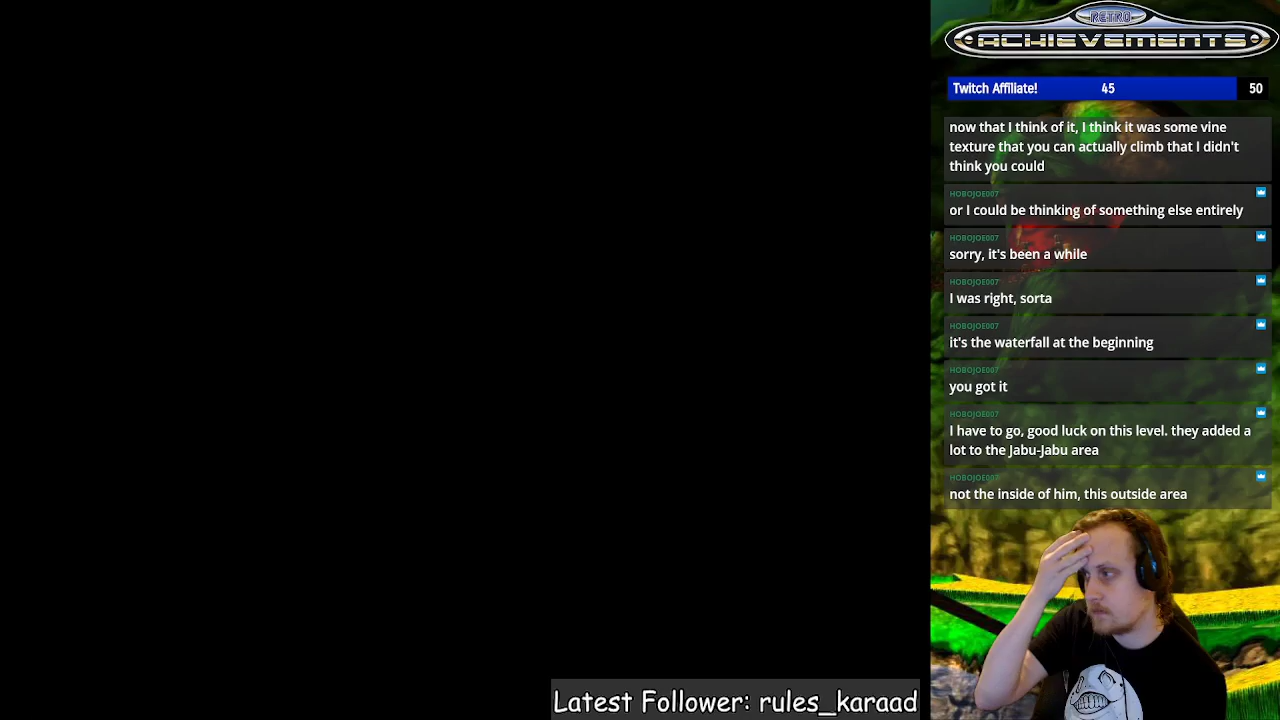 RETRO
ACHIEVEMENTS
Twitch Affiliate! 45 50
now that I think of it, I think it was some vine
texture that you can actually climb that I didn't
think you could
HOBOJOE007
or I could be thinking of something else entirely
HOBOJOE007
sorry, it's been a while
HOBOJOE007
I was right, sorta
HOBOJOE007
it's the waterfall at the beginning
HOBOJOE007
you got it
HOBOJOE007
I have to go, good luck on this level. they added a
lot to the Jabu-Jabu area
HOBOJOE007
not the inside of him, this outside area
Latest Follower: rules_karaad